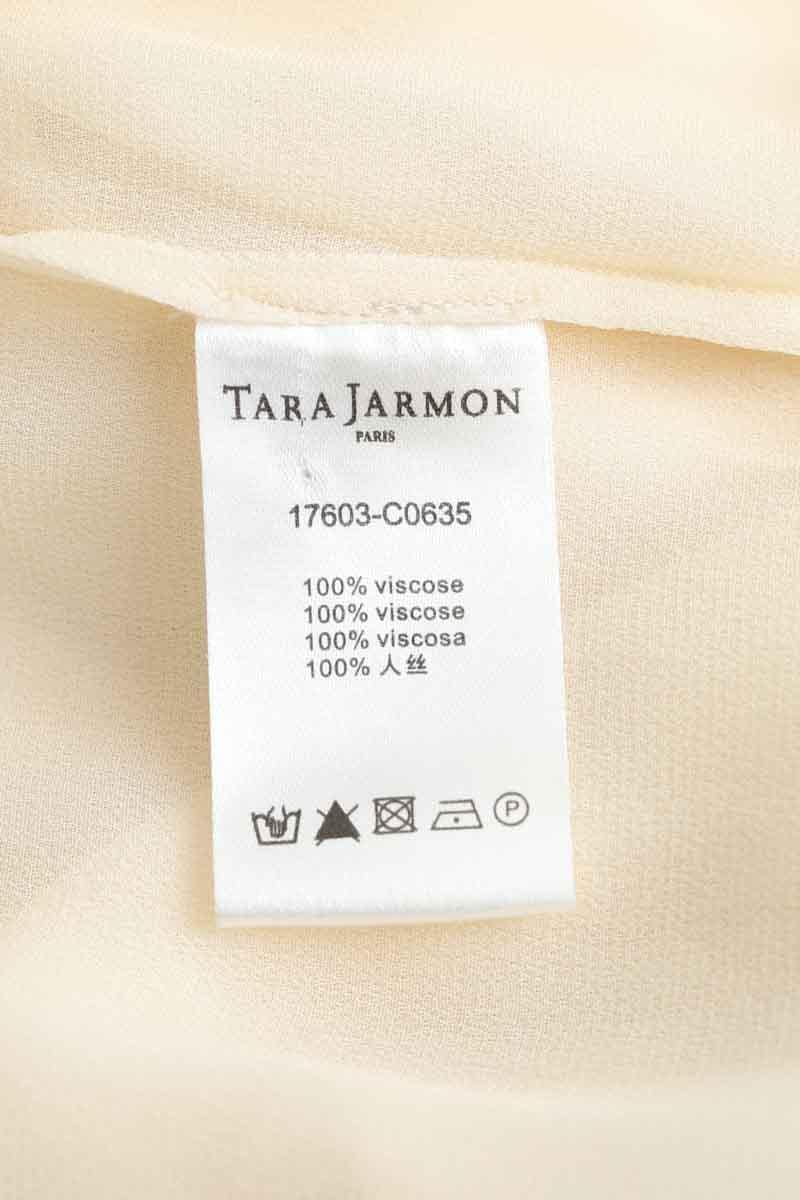 TARA JARMON
PARIS
17603-C0635
100% viscose
100% viscose
100% viscosa
100% 人丝
P